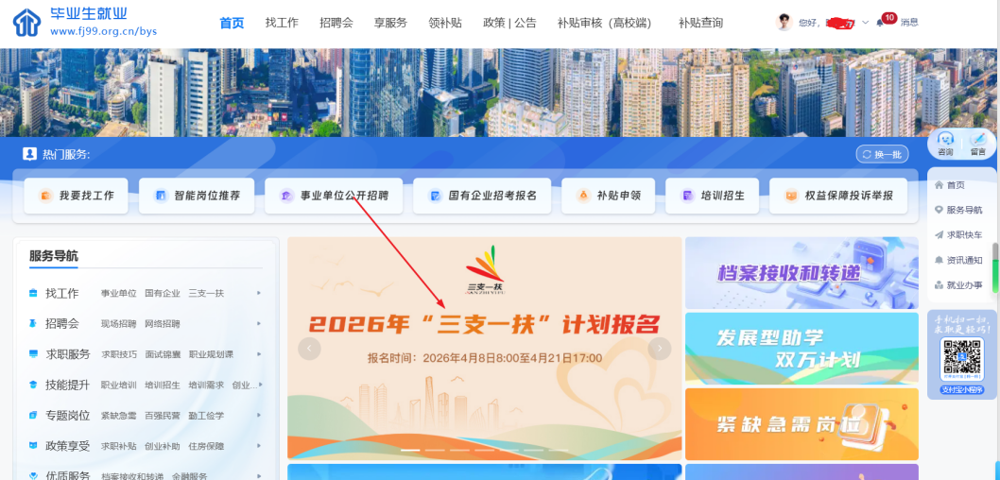 毕业生就业
www.fj99.org.cn/bys
首页 找工作 招聘会 享服务 领补贴 政策 | 公告 补贴审核（高校端） 补贴查询
您好,
10
消息
热门服务:
换一批
我要找工作 智能岗位推荐 事业单位公开招聘 国有企业招考报名 补贴申领 培训招生 权益保障投诉举报
咨询 留言
首页
服务导航
求职快车
资讯通知
就业办事
手机扫一扫,
求职更轻巧!
支付宝小程序
服务导航
找工作 事业单位 国有企业 三支一扶
招聘会 现场招聘 网络招聘
求职服务 求职技巧 面试锦囊 职业规划课
技能提升 职业培训 培训招生 培训需求 创业...
专题岗位 紧缺急需 百强民营 勤工俭学
政策享受 求职补贴 创业补助 住房保障
优质服务 档案接收和转递 金融服务
三支一扶
SANZHIYIFU
2026年“三支一扶”计划报名
报名时间：2026年4月8日8:00至4月21日17:00
档案接收和转递
发展型助学
双万计划
紧缺急需岗位